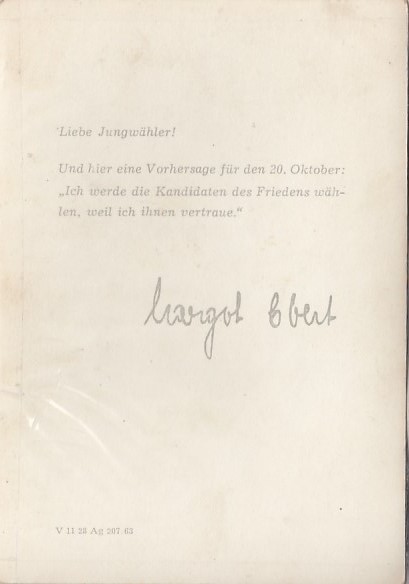 Liebe Jungwähler!
Und hier eine Vorhersage für den 20. Oktober:
„Ich werde die Kandidaten des Friedens wäh-
len, weil ich ihnen vertraue.“
Margot Ebert
V 11 28 Ag 267 63